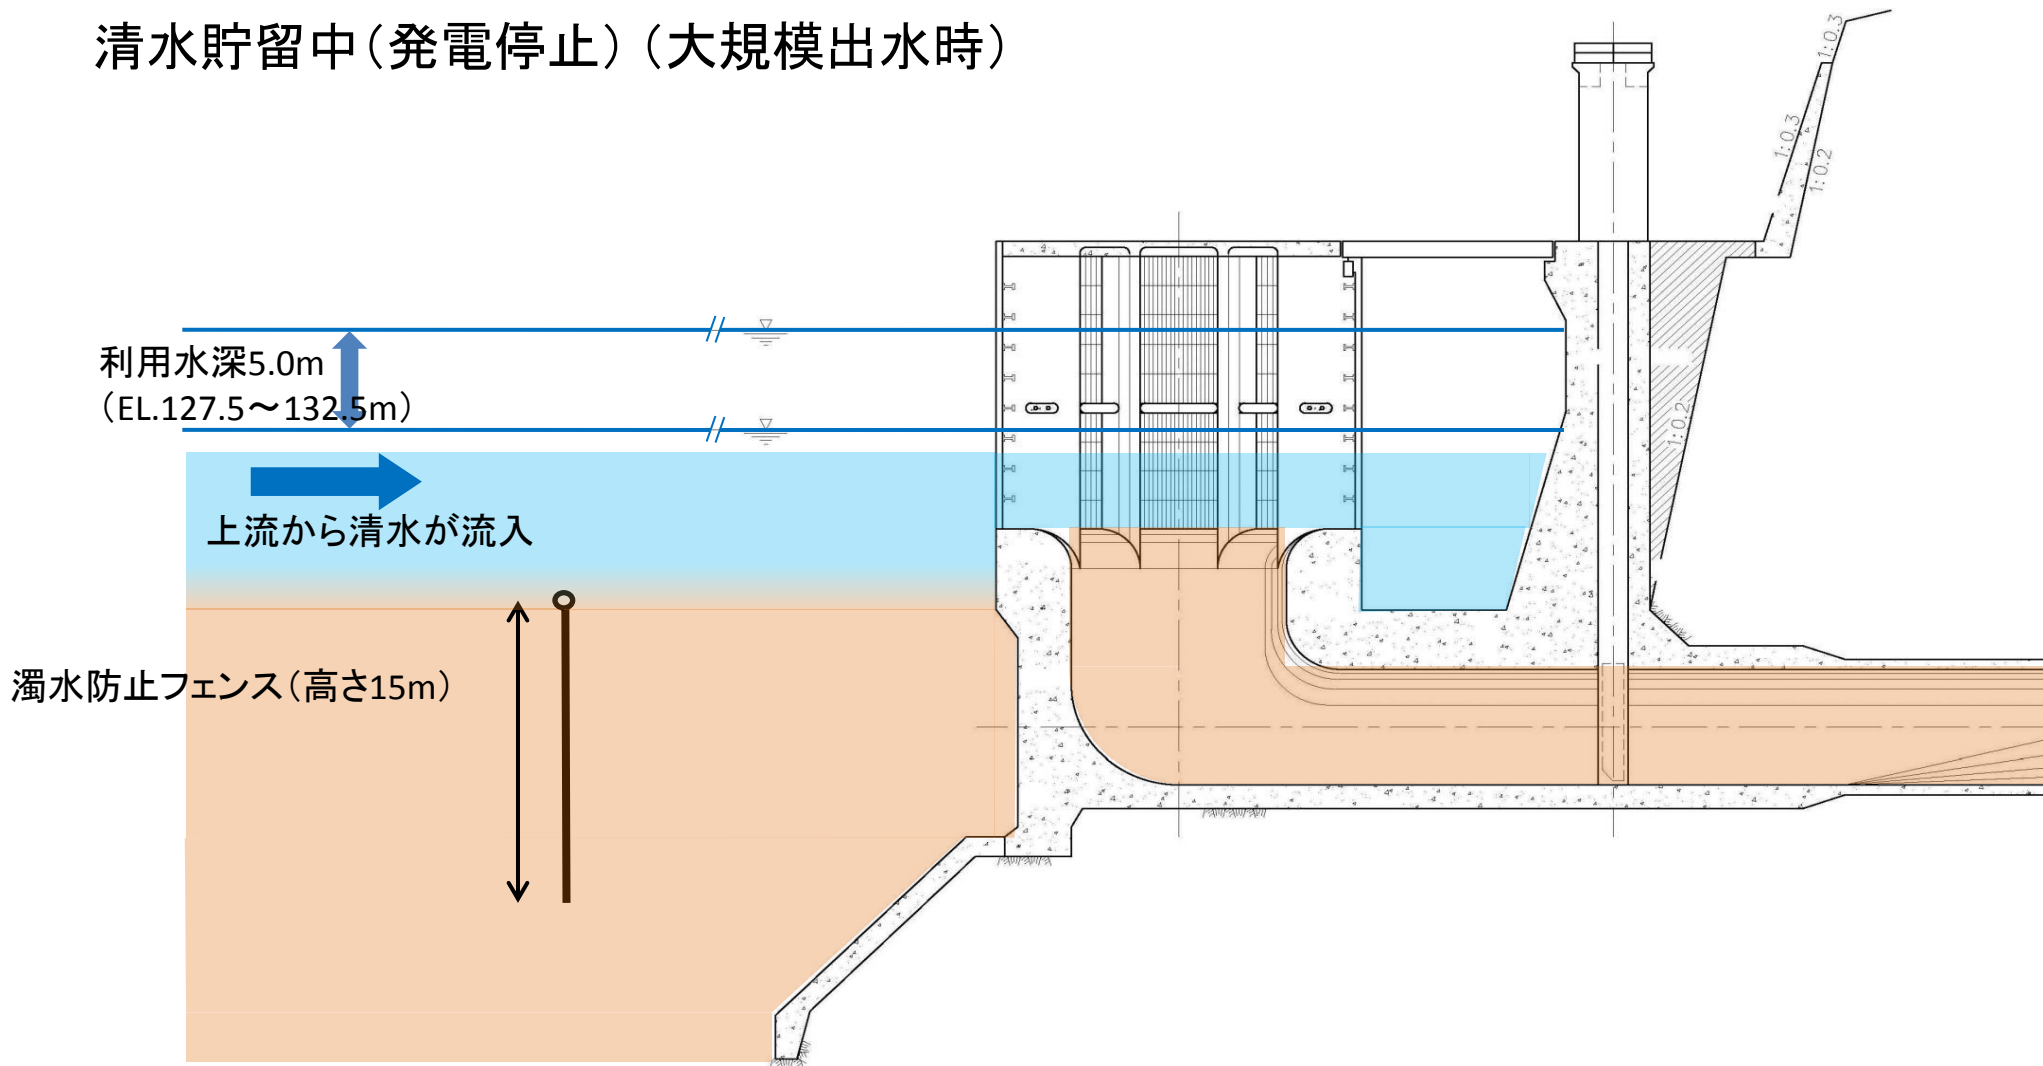 清水貯留中（発電停止）（大規模出水時）
1:0.3
1:0.3
1:0.2
利用水深5.0m
（EL.127.5～132.5m）
1:0.2
上流から清水が流入
濁水防止フェンス（高さ15m）